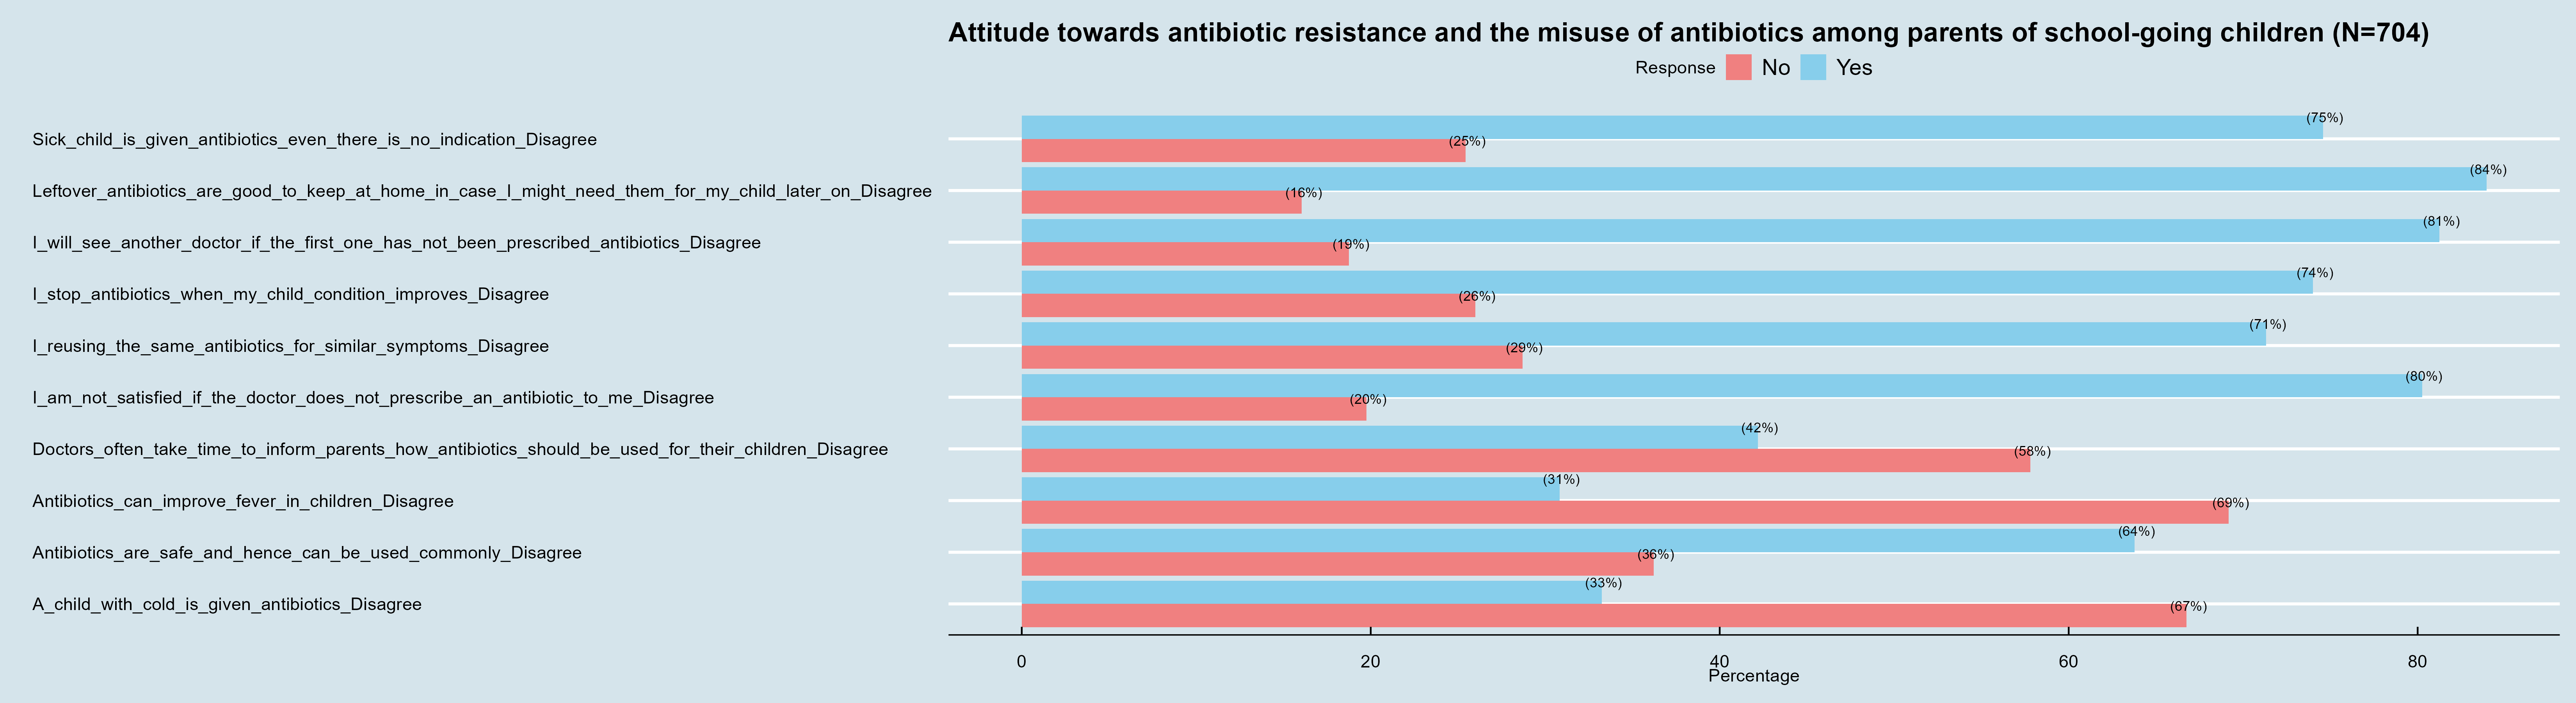 Attitude towards antibiotic resistance and the misuse of antibiotics among parents of school-going children (N=704)
Response No Yes
Sick_child_is_given_antibiotics_even_there_is_no_indication_Disagree
(75%)
(25%)
Leftover_antibiotics_are_good_to_keep_at_home_in_case_I_might_need_them_for_my_child_later_on_Disagree
(84%)
(16%)
I_will_see_another_doctor_if_the_first_one_has_not_been_prescribed_antibiotics_Disagree
(81%)
(19%)
I_stop_antibiotics_when_my_child_condition_improves_Disagree
(74%)
(26%)
I_reusing_the_same_antibiotics_for_similar_symptoms_Disagree
(71%)
(29%)
I_am_not_satisfied_if_the_doctor_does_not_prescribe_an_antibiotic_to_me_Disagree
(80%)
(20%)
Doctors_often_take_time_to_inform_parents_how_antibiotics_should_be_used_for_their_children_Disagree
(42%)
(58%)
Antibiotics_can_improve_fever_in_children_Disagree
(31%)
(69%)
Antibiotics_are_safe_and_hence_can_be_used_commonly_Disagree
(64%)
(36%)
A_child_with_cold_is_given_antibiotics_Disagree
(33%)
(67%)
0 20 40 60 80
Percentage